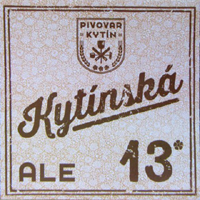 PIVOVAR
KYTÍN
Kytínská
ALE 13°